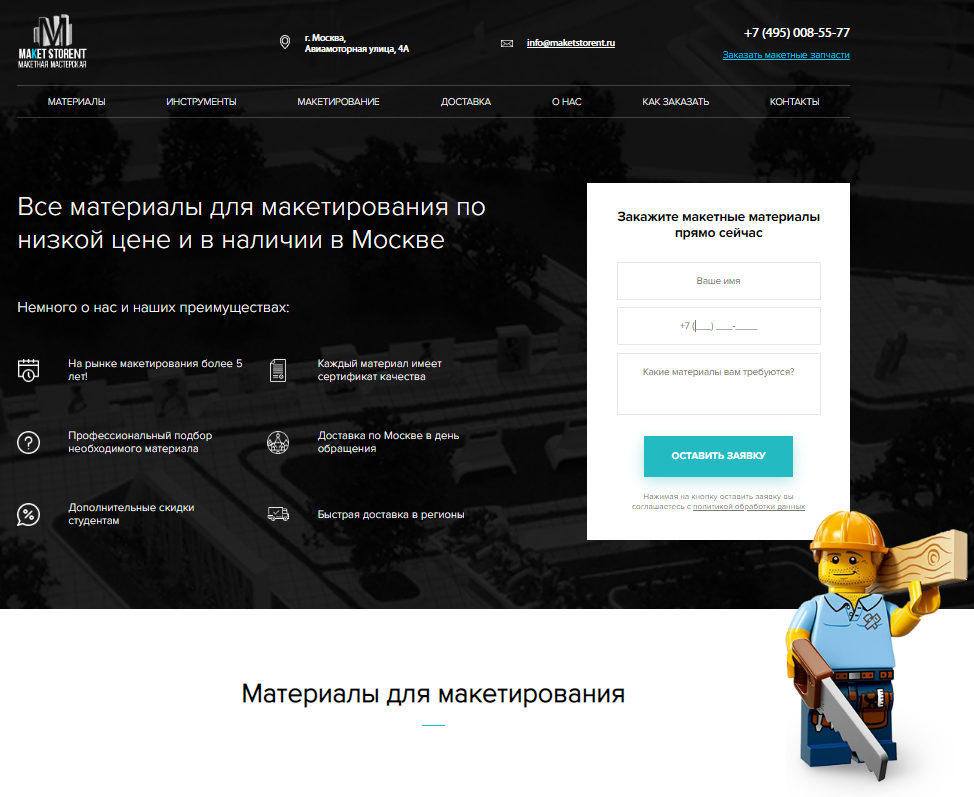 MAKET STORENT
МАКЕТНАЯ МАСТЕРСКАЯ
г. Москва,
Авиамоторная улица, 4А
info@maketstorent.ru
+7 (495) 008-55-77
Заказать макетные запчасти
МАТЕРИАЛЫ
ИНСТРУМЕНТЫ
МАКЕТИРОВАНИЕ
ДОСТАВКА
О НАС
КАК ЗАКАЗАТЬ
КОНТАКТЫ
Все материалы для макетирования по
низкой цене и в наличии в Москве
Немного о нас и наших преимуществах:
На рынке макетирования более 5
лет!
Каждый материал имеет
сертификат качества
Профессиональный подбор
необходимого материала
Доставка по Москве в день
обращения
Дополнительные скидки
студентам
Быстрая доставка в регионы
Закажите макетные материалы
прямо сейчас
Ваше имя
+7 (___) ___-____
Какие материалы вам требуются?
ОСТАВИТЬ ЗАЯВКУ
Нажимая на кнопку оставить заявку вы
соглашаетесь с политикой обработки данных
Материалы для макетирования